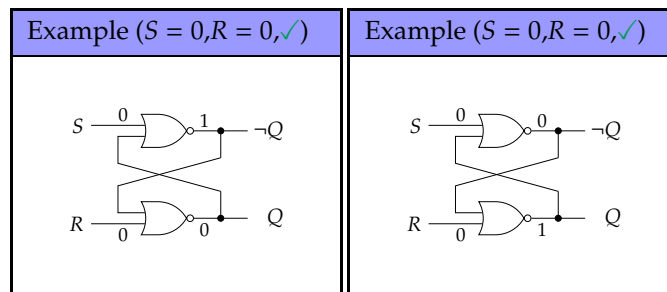 Example (S = 0,R = 0,✓)
0
S
1
¬Q
R
0
0
Q
Example (S = 0,R = 0,✓)
0
S
0
¬Q
R
0
1
Q